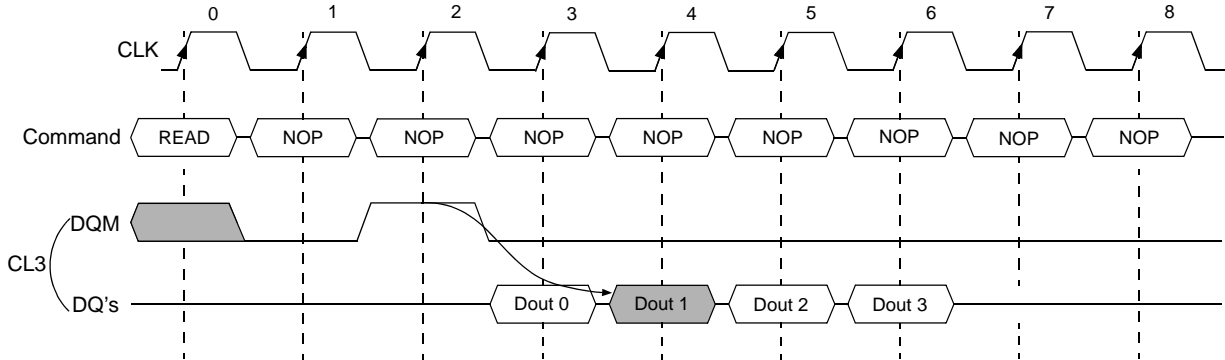 0 1 2 3 4 5 6 7 8
CLK
Command READ NOP NOP NOP NOP NOP NOP NOP NOP
DQM
CL3
DQ's Dout 0 Dout 1 Dout 2 Dout 3